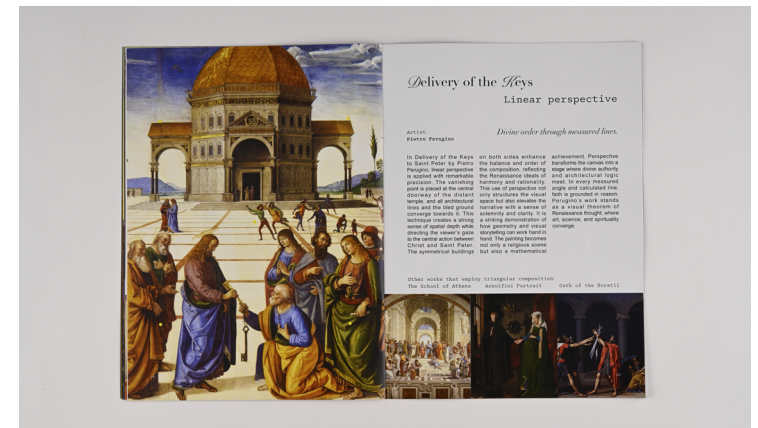 Delivery of the Keys
Linear perspective
Artist
Pietro Perugino
Divine order through measured lines.
In Delivery of the Keys
to Saint Peter by Pietro
Perugino, linear perspective
is applied with remarkable
precision. The vanishing
point is placed at the central
doorway of the distant
temple, and all architectural
lines and the tiled ground
converge towards it. This
technique creates a strong
sense of spatial depth while
directing the viewer's gaze
to the central action between
Christ and Saint Peter.
The symmetrical buildings
on both sides enhance
the balance and order of
the composition, reflecting
the Renaissance ideals of
harmony and rationality.
This use of perspective not
only structures the visual
space but also elevates the
narrative with a sense of
solemnity and clarity. It is
a striking demonstration of
how geometry and visual
storytelling can work hand in
hand. The painting becomes
not only a religious scene
but also a mathematical
achievement. Perspective
transforms the canvas into a
stage where divine authority
and architectural logic
meet. In every measured
angle and calculated line,
faith is grounded in reason.
Perugino's work stands
as a visual theorem of
Renaissance thought, where
art, science, and spirituality
converge.
Other works that employ triangular composition
The School of Athens Arnolfini Portrait Oath of the Horatii